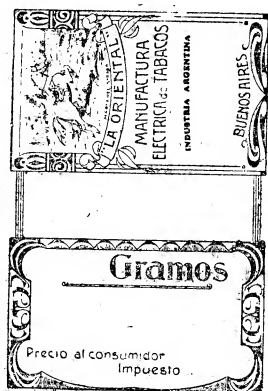 "LA ORIENTAL"
MANUFACTURA
ELECTRICA de TABACOS
INDUSTRIA ARGENTINA
BUENOS AIRES
Gramos
Precio al consumidor
Impuesto